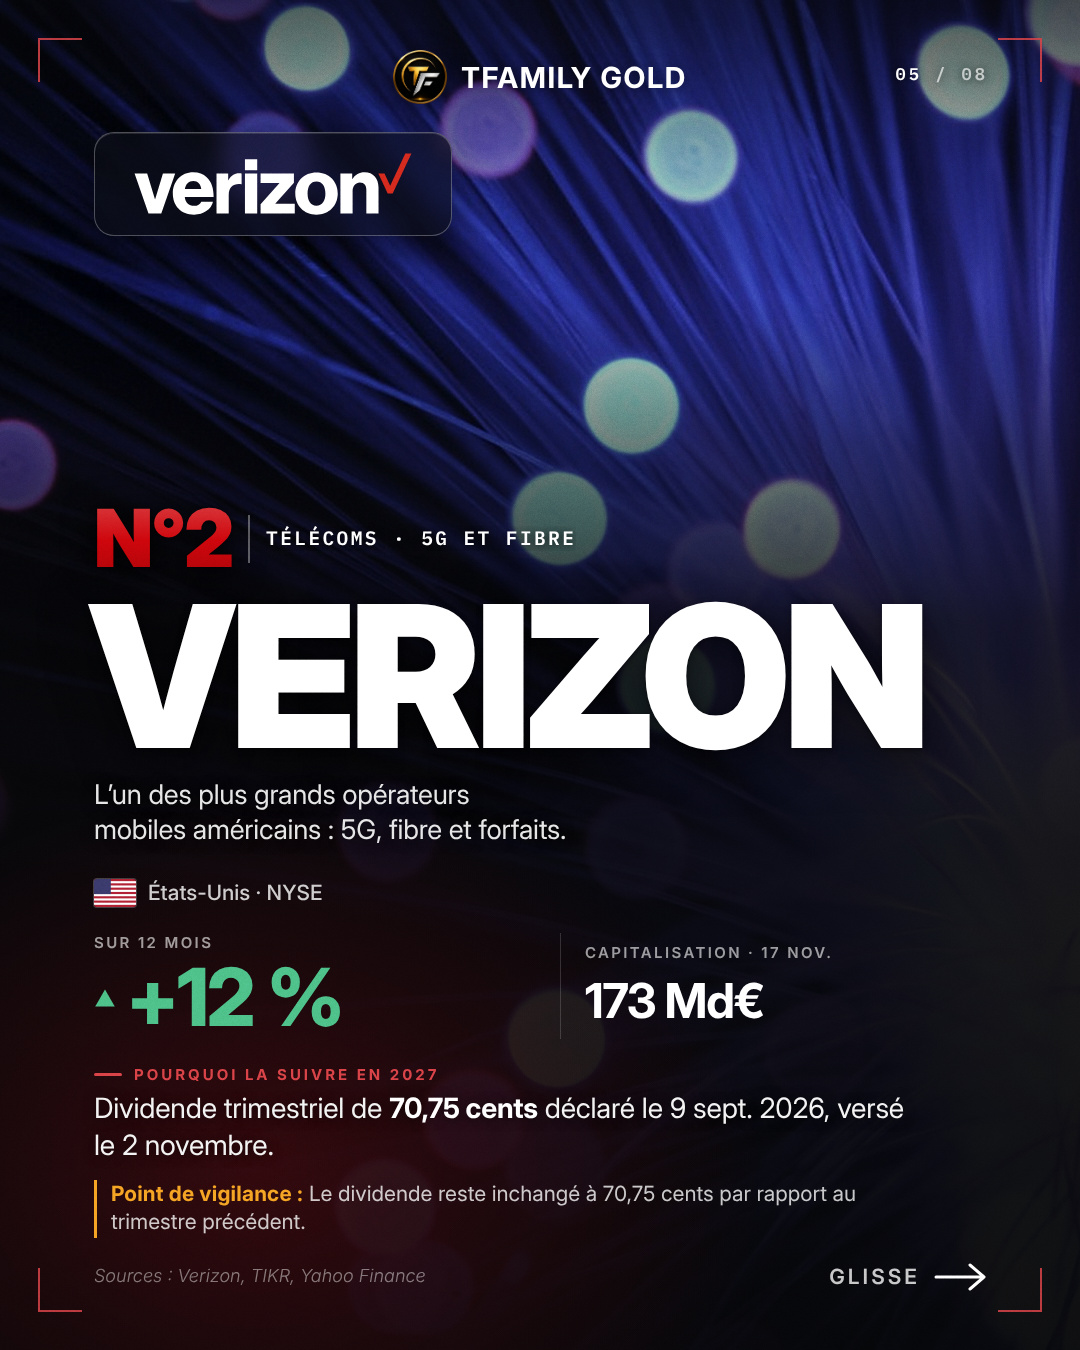 TF TFAMILY GOLD
05 / 08
verizon
N°2
TÉLÉCOMS · 5G ET FIBRE
VERIZON
L’un des plus grands opérateurs
mobiles américains : 5G, fibre et forfaits.
États-Unis · NYSE
SUR 12 MOIS
+12 %
CAPITALISATION · 17 NOV.
173 Md€
POURQUOI LA SUIVRE EN 2027
Dividende trimestriel de 70,75 cents déclaré le 9 sept. 2026, versé
le 2 novembre.
Point de vigilance : Le dividende reste inchangé à 70,75 cents par rapport au
trimestre précédent.
Sources : Verizon, TIKR, Yahoo Finance
GLISSE